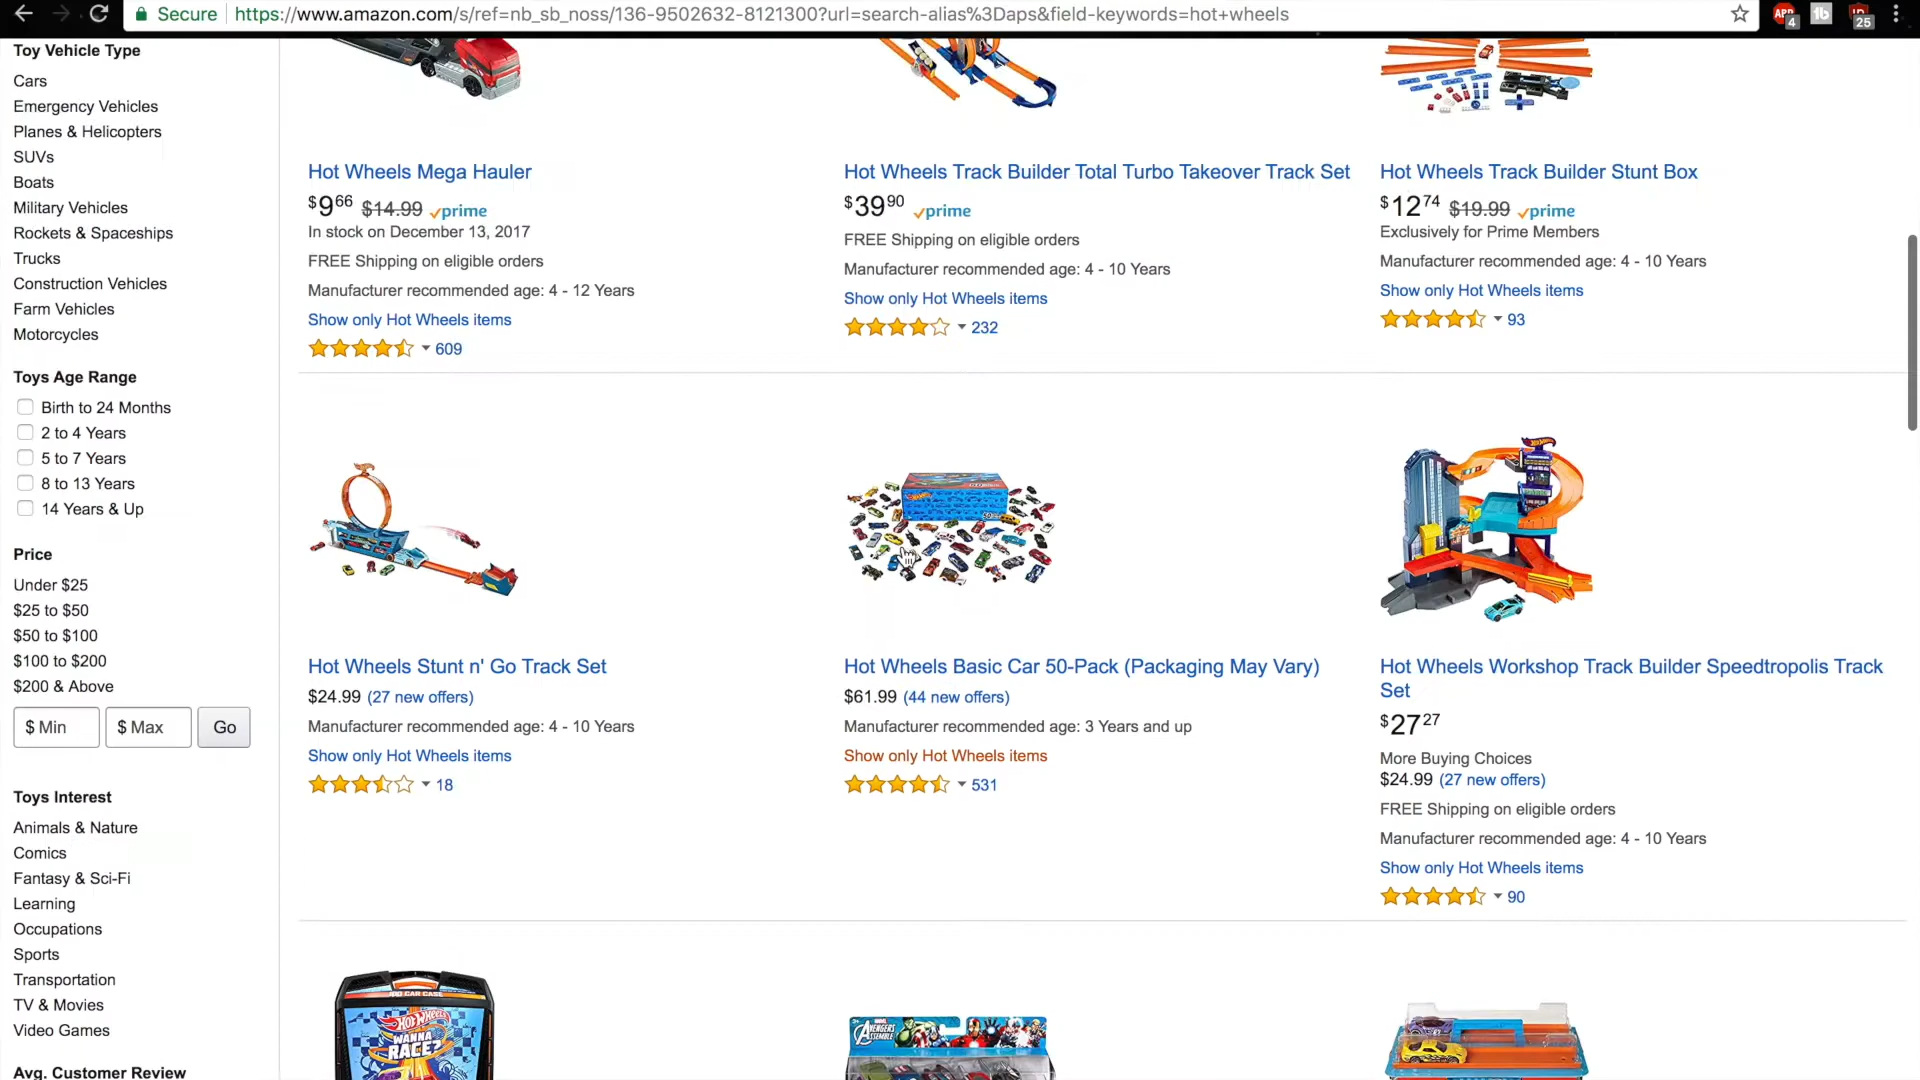 Secure https://www.amazon.com/s/ref=nb_sb_noss/136-9502632-8121300?url=search-alias%3Daps&field-keywords=hot+wheels
4
25
Toy Vehicle Type
Cars
Emergency Vehicles
Planes & Helicopters
SUVs
Boats
Military Vehicles
Rockets & Spaceships
Trucks
Construction Vehicles
Farm Vehicles
Motorcycles
Toys Age Range
Birth to 24 Months
2 to 4 Years
5 to 7 Years
8 to 13 Years
14 Years & Up
Price
Under $25
$25 to $50
$50 to $100
$100 to $200
$200 & Above
$ Min $ Max Go
Toys Interest
Animals & Nature
Comics
Fantasy & Sci-Fi
Learning
Occupations
Sports
Transportation
TV & Movies
Video Games
Avg. Customer Review
Hot Wheels Mega Hauler
$9 66 $14.99 prime
In stock on December 13, 2017
FREE Shipping on eligible orders
Manufacturer recommended age: 4 - 12 Years
Show only Hot Wheels items
609
Hot Wheels Track Builder Total Turbo Takeover Track Set
$39 90 prime
FREE Shipping on eligible orders
Manufacturer recommended age: 4 - 10 Years
Show only Hot Wheels items
232
Hot Wheels Track Builder Stunt Box
$12 74 $19.99 prime
Exclusively for Prime Members
Manufacturer recommended age: 4 - 10 Years
Show only Hot Wheels items
93
Hot Wheels Stunt n' Go Track Set
$24.99 (27 new offers)
Manufacturer recommended age: 4 - 10 Years
Show only Hot Wheels items
18
Hot Wheels Basic Car 50-Pack (Packaging May Vary)
$61.99 (44 new offers)
Manufacturer recommended age: 3 Years and up
Show only Hot Wheels items
531
Hot Wheels Workshop Track Builder Speedtropolis Track
Set
$27 27
More Buying Choices
$24.99 (27 new offers)
FREE Shipping on eligible orders
Manufacturer recommended age: 4 - 10 Years
Show only Hot Wheels items
90
CAR CASE
HOT WHEELS
WANNA
RACE?
MARVEL
AVENGERS
ASSEMBLE